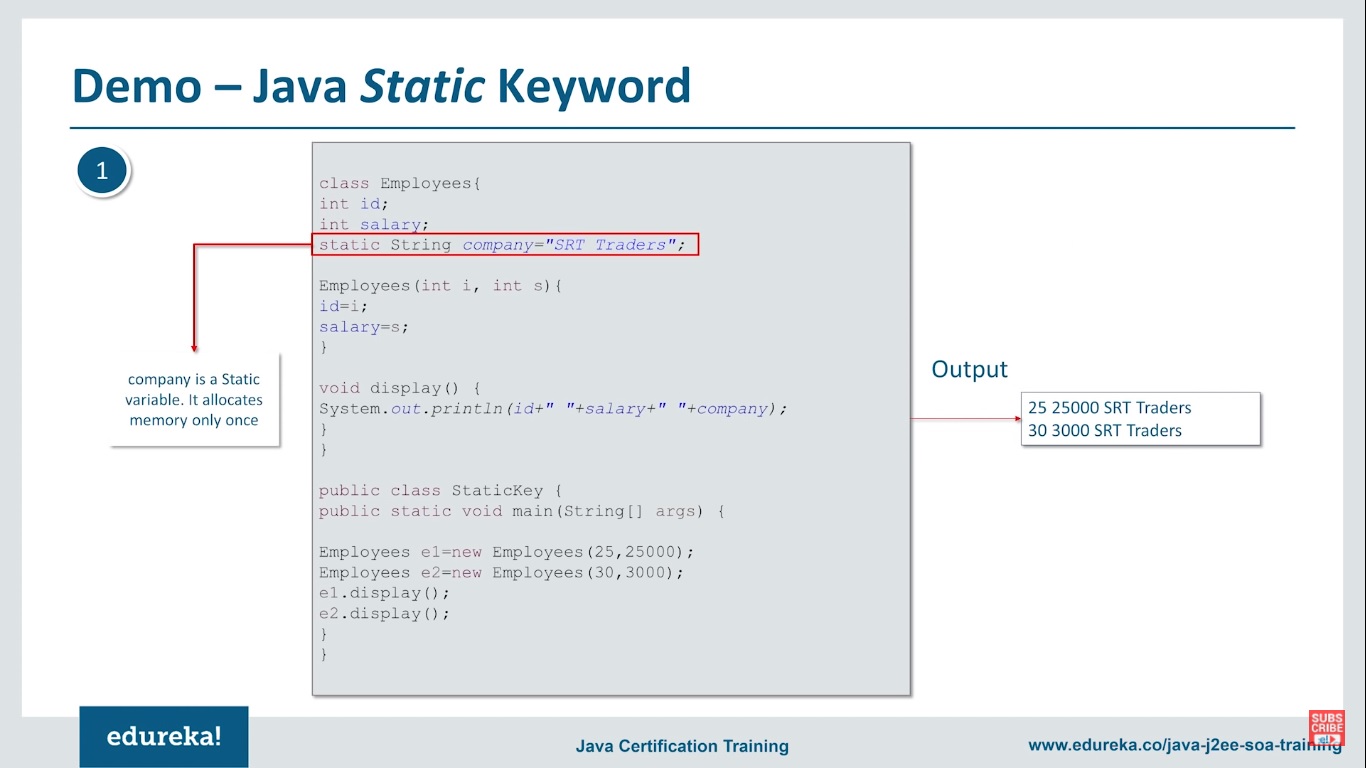 Demo – Java Static Keyword
1
class Employees{
int id;
int salary;
static String company="SRT Traders";
Employees(int i, int s){
id=i;
salary=s;
}
void display() {
System.out.println(id+" "+salary+" "+company);
}
}
public class StaticKey {
public static void main(String[] args) {
Employees e1=new Employees(25,25000);
Employees e2=new Employees(30,3000);
e1.display();
e2.display();
}
}
company is a Static
variable. It allocates
memory only once
Output
25 25000 SRT Traders
30 3000 SRT Traders
edureka!
Java Certification Training
www.edureka.co/java-j2ee-soa-training
SUBS
CRIBE